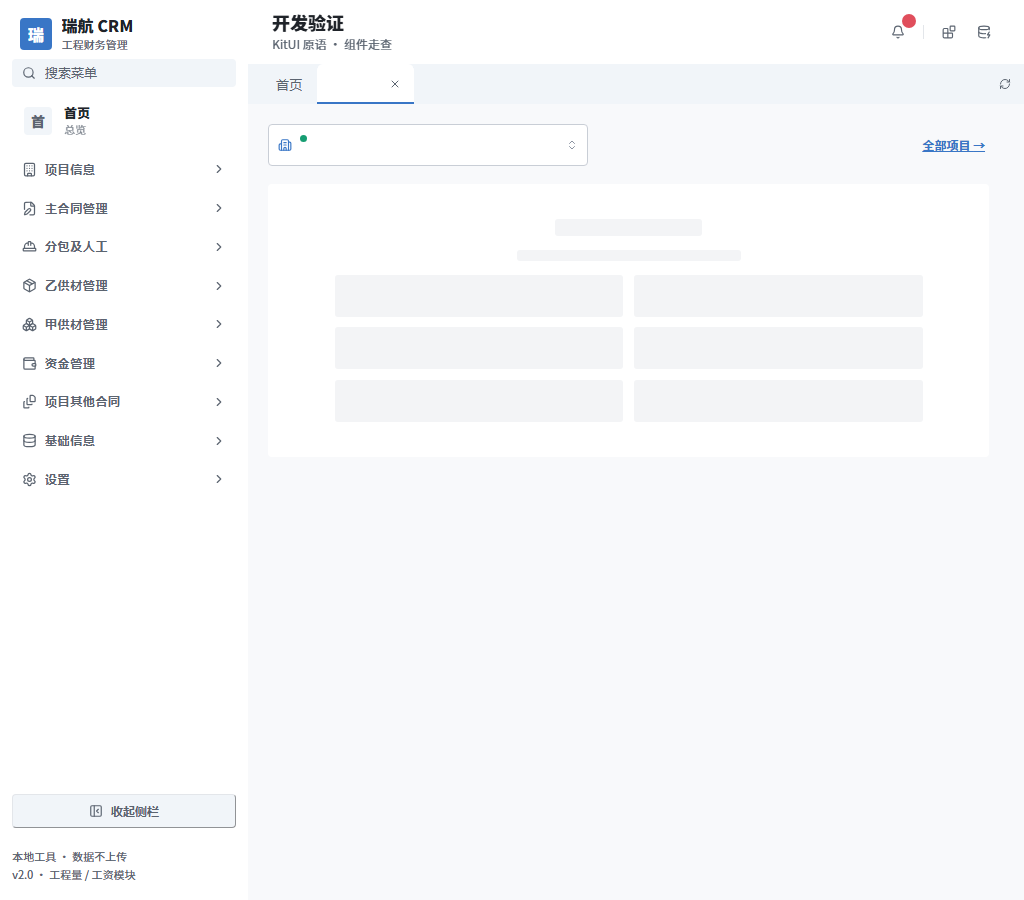 瑞
瑞航 CRM
工程财务管理
搜索菜单
首
首页
总览
项目信息
主合同管理
分包及人工
乙供材管理
甲供材管理
资金管理
项目其他合同
基础信息
设置
收起侧栏
本地工具 · 数据不上传
v2.0 · 工程量 / 工资模块
开发验证
KitUI 原语 · 组件走查
首页
全部项目 →